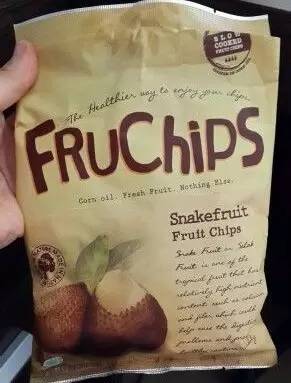 SLOW
COOKED
FRUIT CHIPS
The Healthier way to enjoy your chips
FRUCHiPS
Corn oil. Fresh Fruit. Nothing Else.
Snakefruit
Fruit Chips
Snake Fruit or Salak
Fruit is one of the
tropical fruit that has
relatively high nutrient
content such as calcium
and fiber, which could
help cure the digestive
problems and